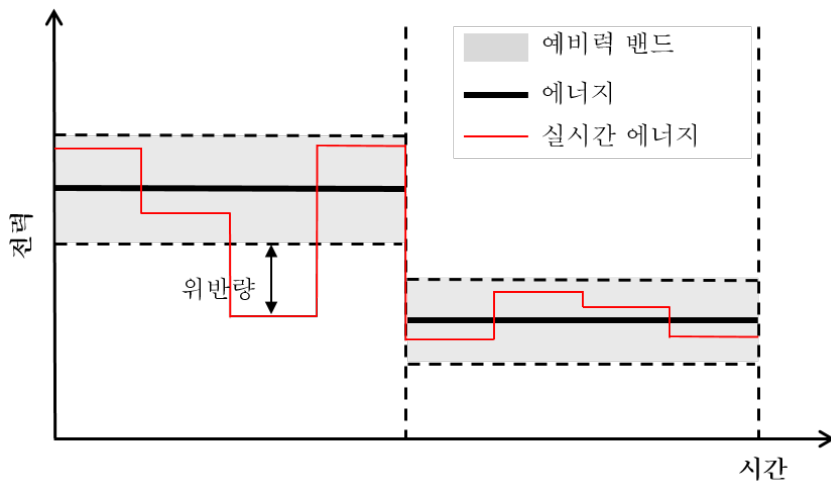 예비력 밴드
에너지
실시간 에너지
전력
위반량
시간